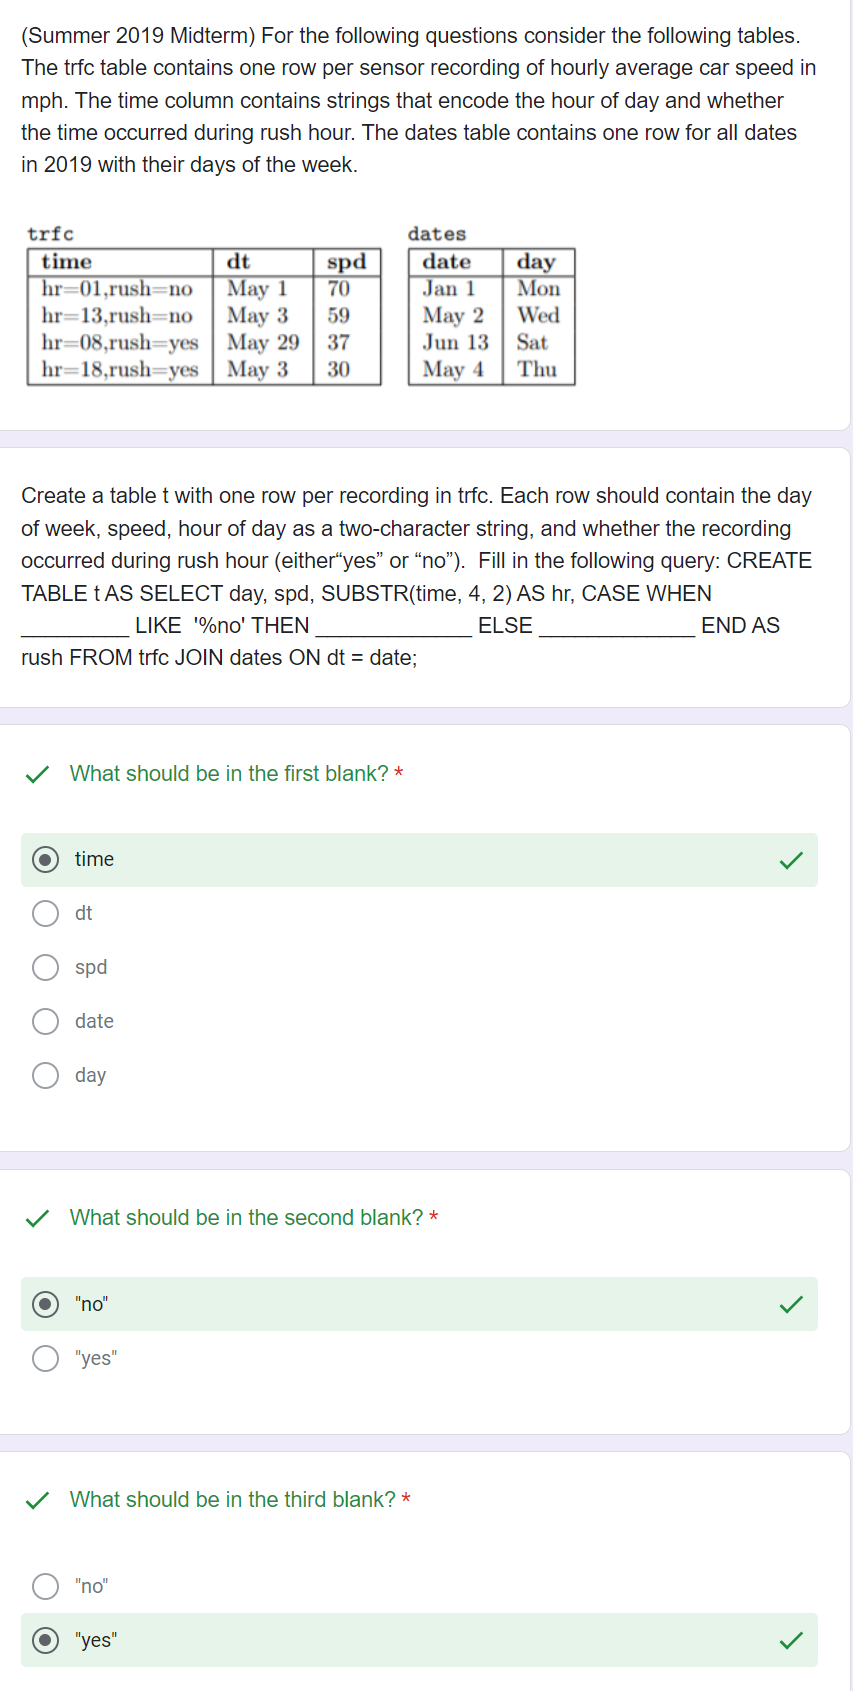 (Summer 2019 Midterm) For the following questions consider the following tables.
The trfc table contains one row per sensor recording of hourly average car speed in
mph. The time column contains strings that encode the hour of day and whether
the time occurred during rush hour. The dates table contains one row for all dates
in 2019 with their days of the week.
trfc
time dt spd
hr=01,rush=no May 1 70
hr=13,rush=no May 3 59
hr=08,rush=yes May 29 37
hr=18,rush=yes May 3 30
dates
date day
Jan 1 Mon
May 2 Wed
Jun 13 Sat
May 4 Thu
Create a table t with one row per recording in trfc. Each row should contain the day
of week, speed, hour of day as a two-character string, and whether the recording
occurred during rush hour (either“yes” or “no”).  Fill in the following query: CREATE
TABLE t AS SELECT day, spd, SUBSTR(time, 4, 2) AS hr, CASE WHEN
_________ LIKE  '%no' THEN _____________ ELSE _____________ END AS
rush FROM trfc JOIN dates ON dt = date;
What should be in the first blank? *
time
dt
spd
date
day
What should be in the second blank? *
"no"
"yes"
What should be in the third blank? *
"no"
"yes"